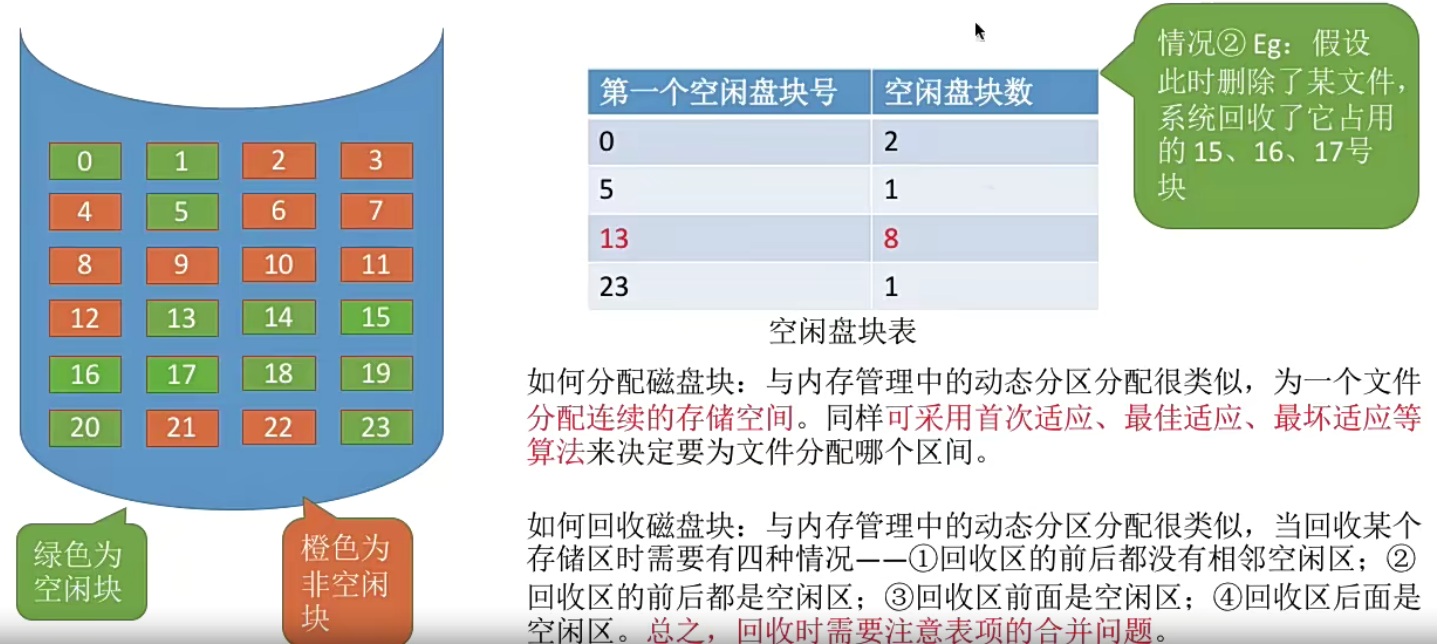 0 1 2 3
4 5 6 7
8 9 10 11
12 13 14 15
16 17 18 19
20 21 22 23
绿色为
空闲块
橙色为
非空闲
块
第一个空闲盘块号 空闲盘块数
0 2
5 1
13 8
23 1
空闲盘块表
情况② Eg：假设
此时删除了某文件，
系统回收了它占用
的 15、16、17号
块
如何分配磁盘块：与内存管理中的动态分区分配很类似，为一个文件
分配连续的存储空间。同样可采用首次适应、最佳适应、最坏适应等
算法来决定要为文件分配哪个区间。
如何回收磁盘块：与内存管理中的动态分区分配很类似，当回收某个
存储区时需要有四种情况——①回收区的前后都没有相邻空闲区；②
回收区的前后都是空闲区；③回收区前面是空闲区；④回收区后面是
空闲区。总之，回收时需要注意表项的合并问题。